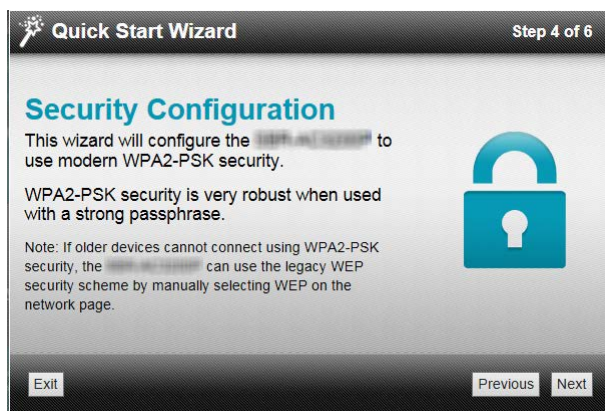 Quick Start Wizard
Step 4 of 6
Security Configuration
This wizard will configure the to
use modern WPA2-PSK security.
WPA2-PSK security is very robust when used
with a strong passphrase.
Note: If older devices cannot connect using WPA2-PSK
security, the can use the legacy WEP
security scheme by manually selecting WEP on the
network page.
Exit
Previous
Next